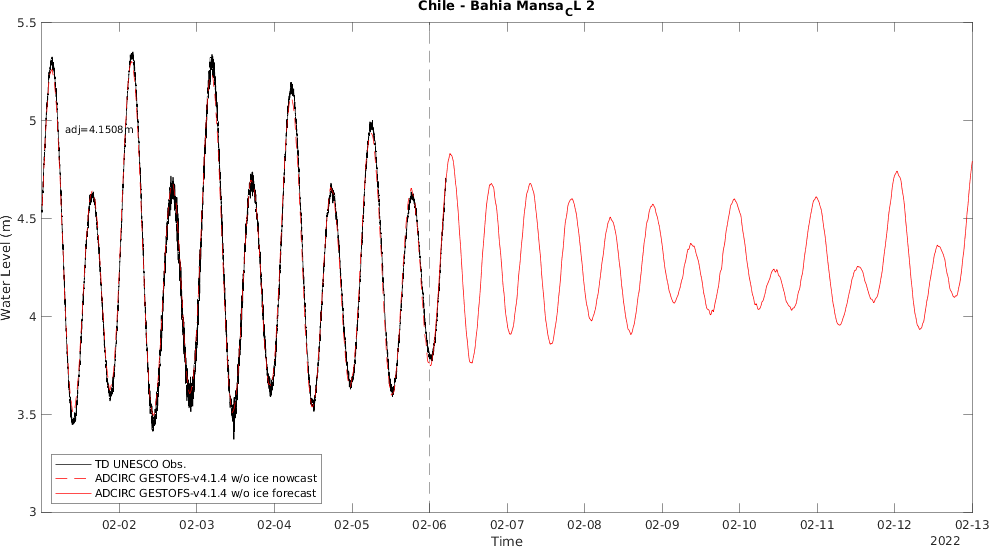 Chile - Bahia Mansa_CL 2
5.5
5
4.5
4
3.5
3
Water Level (m)
adj=4.1508m
TD UNESCO Obs.
ADCIRC GESTOFS-v4.1.4 w/o ice nowcast
ADCIRC GESTOFS-v4.1.4 w/o ice forecast
02-02 02-03 02-04 02-05 02-06 02-07 02-08 02-09 02-10 02-11 02-12 02-13
Time
2022